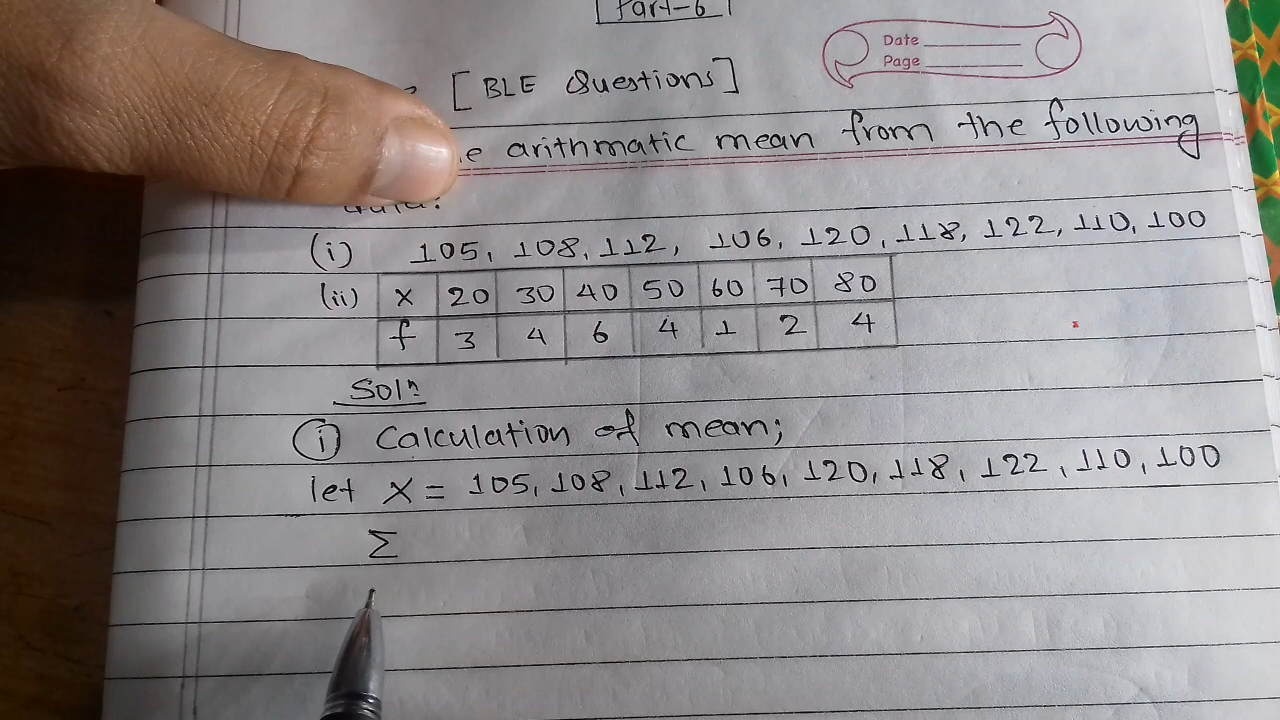 Part-6
Date
Page
[BLE Questions]
arithmatic mean from the following
data:
(i) 105, 108, 112, 106, 120, 118, 122, 110, 100
(ii) x 20 30 40 50 60 70 80
f 3 4 6 4 1 2 4
Solⁿ:
(i) Calculation of mean;
let x = 105, 108, 112, 106, 120, 118, 122, 110, 100
Σ